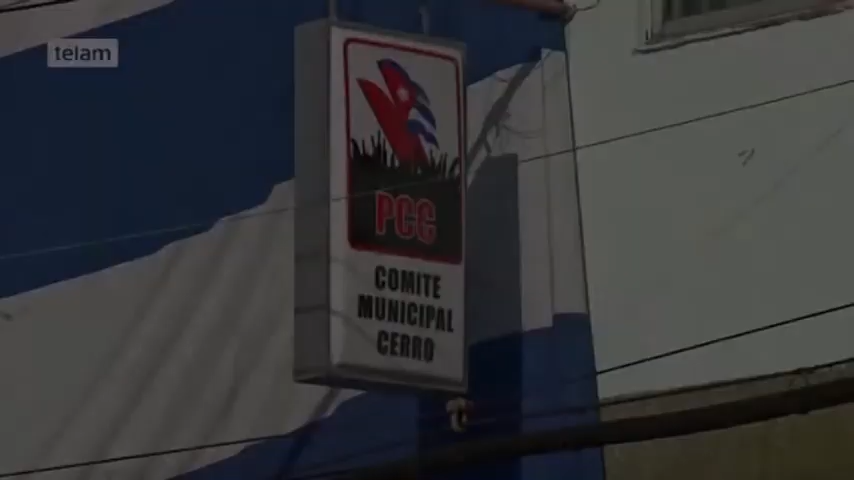 telam
PCC
COMITE
MUNICIPAL
CERRO